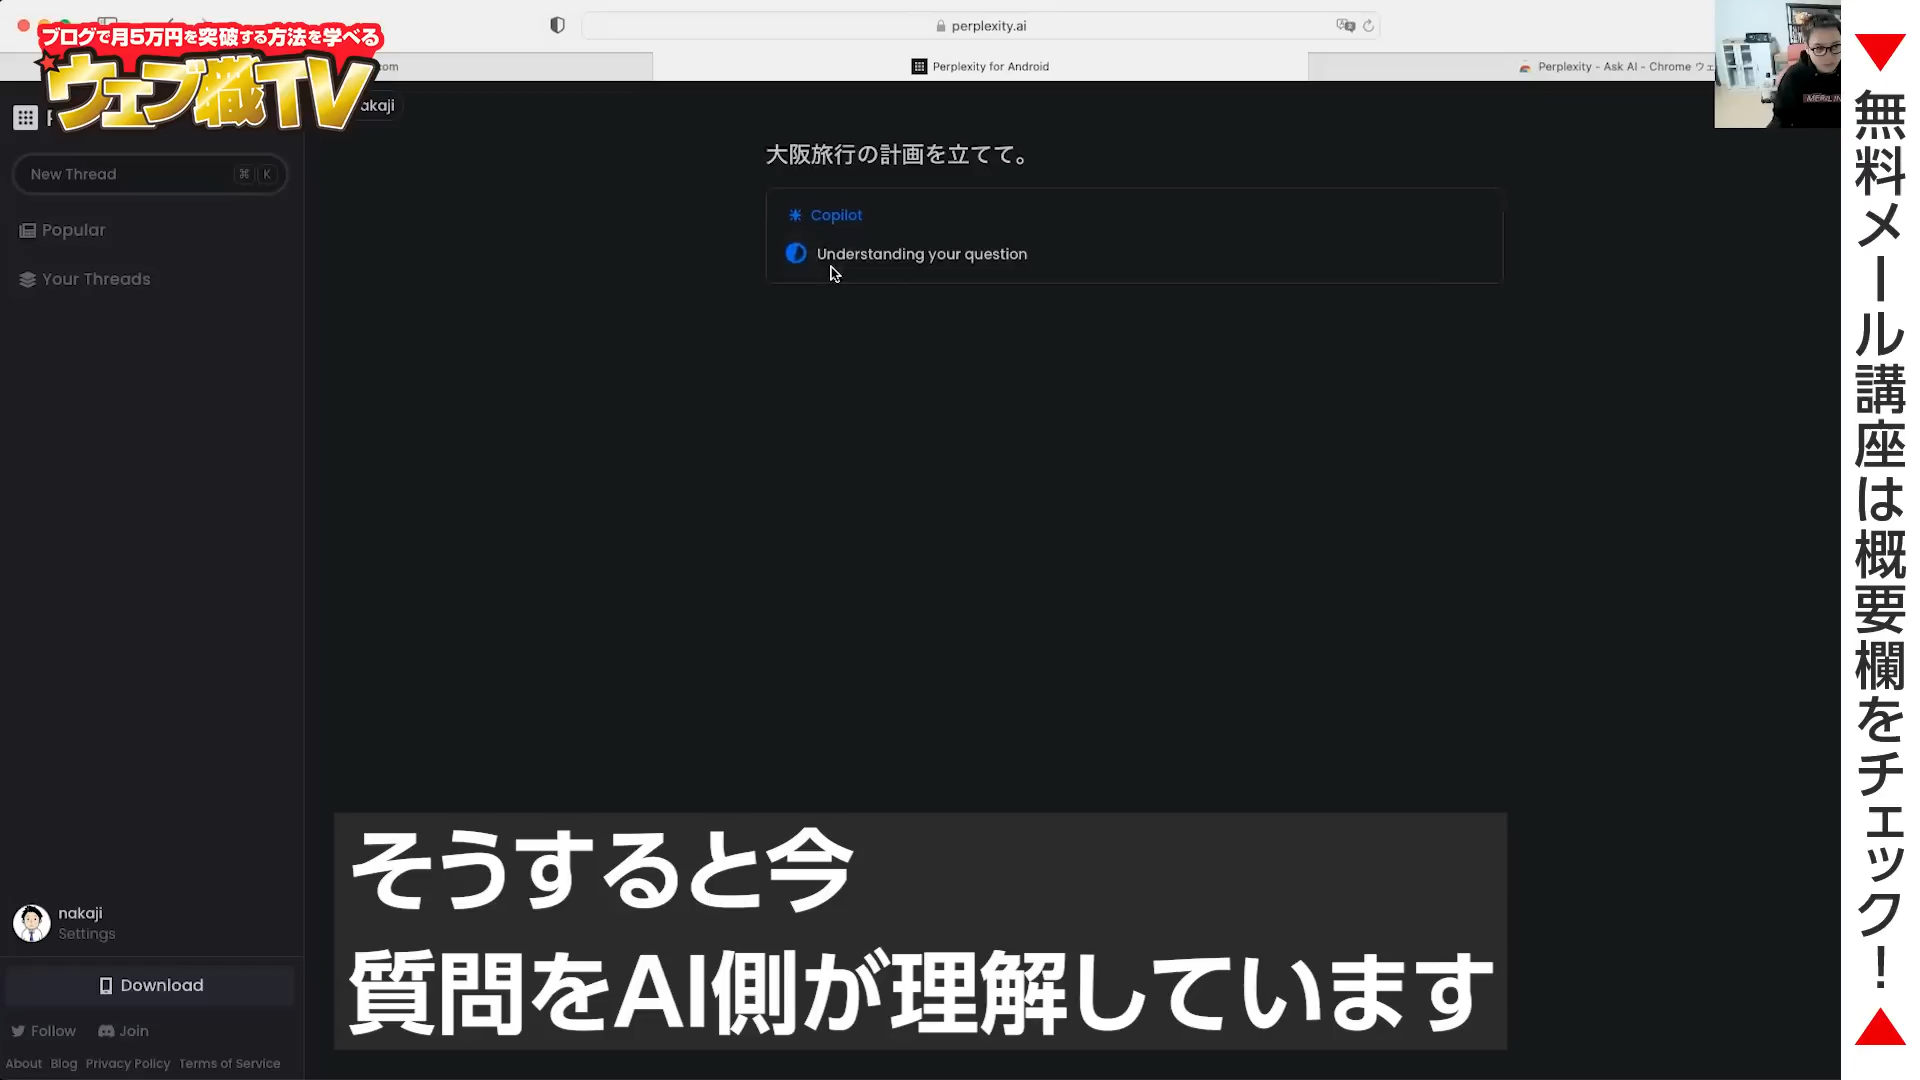 ブログで月5万円を突破する方法を学べる
ウェブ職TV
perplexity.ai
com
Perplexity for Android
Perplexity - Ask AI - Chrome ウェ
akaji
New Thread
⌘ K
Popular
Your Threads
大阪旅行の計画を立てて。
Copilot
Understanding your question
そうすると今
質問をAI側が理解しています
nakaji
Settings
Download
Follow
Join
About Blog Privacy Policy Terms of Service
無料メール講座は概要欄をチェック!